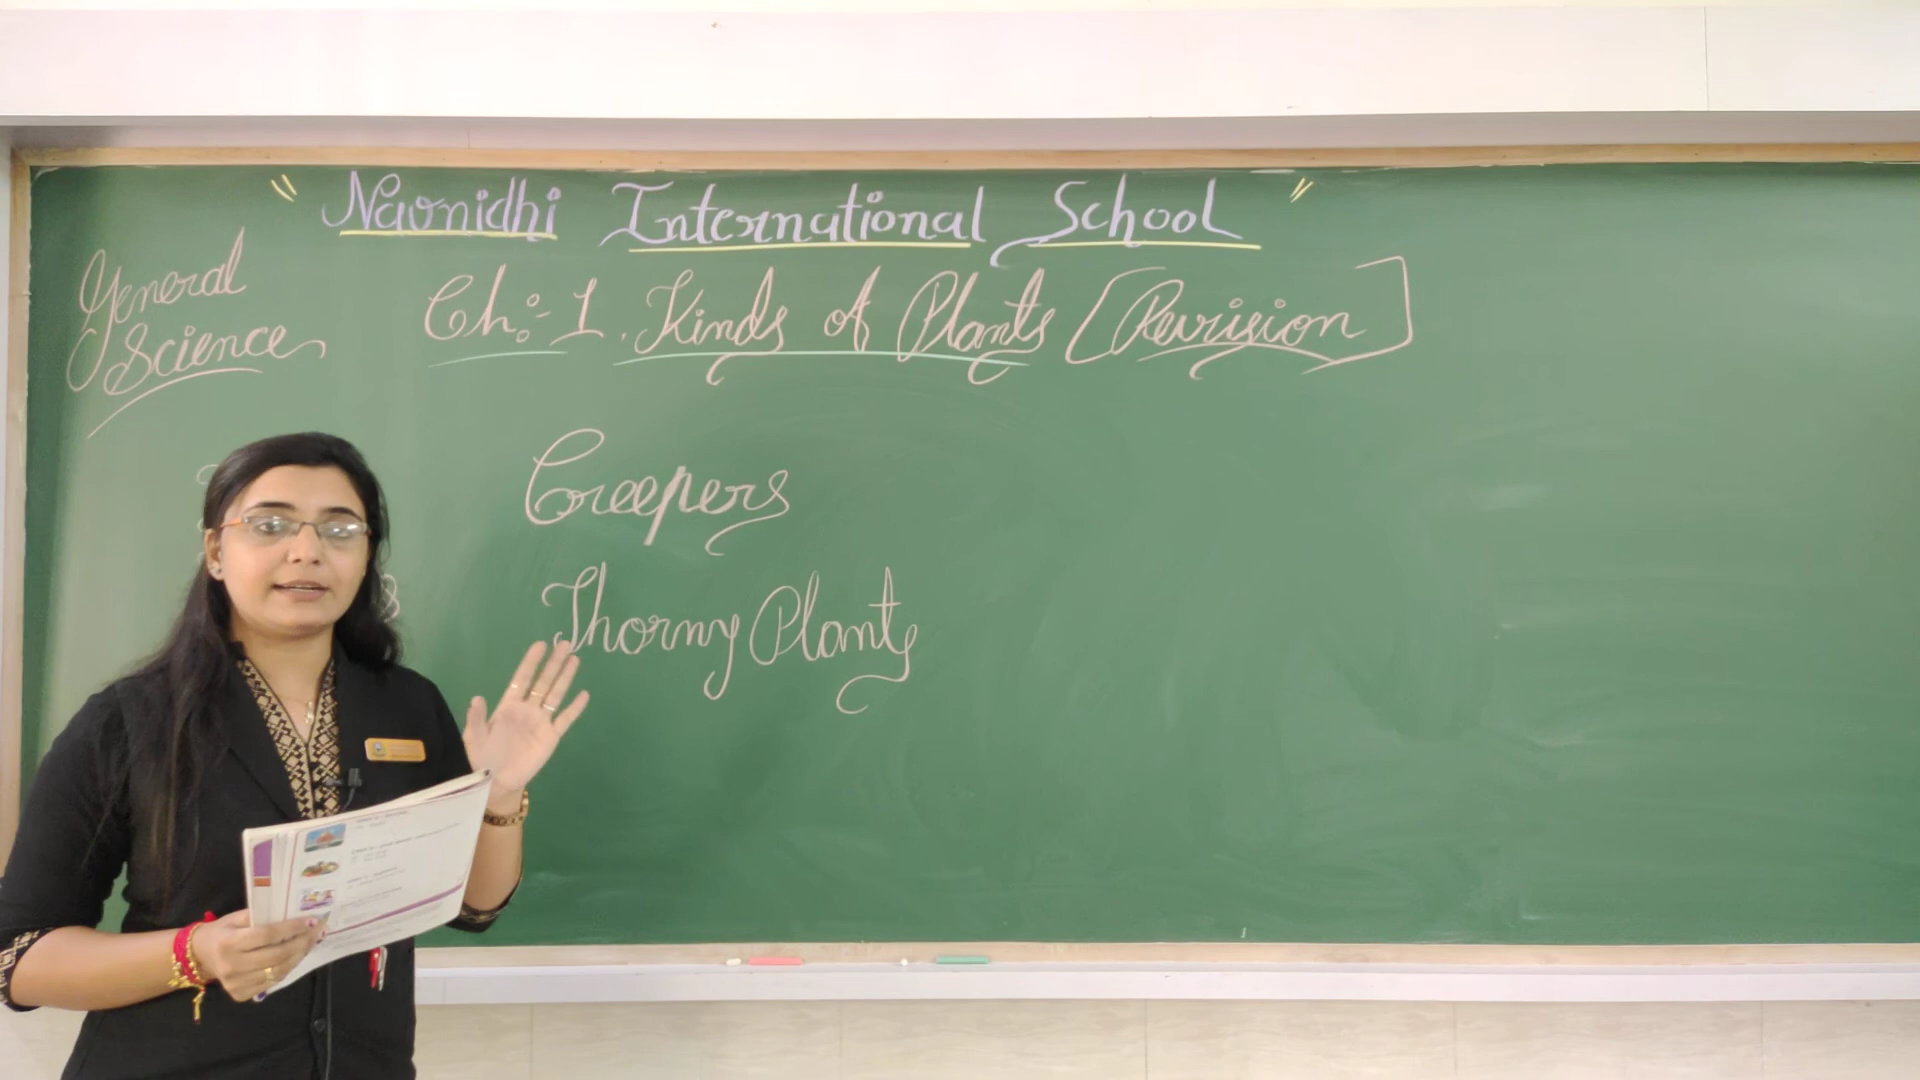 " Navnidhi International School "
General
Science
Ch:-1. Kinds of Plants [Revision]
Creepers
Thorny Plants